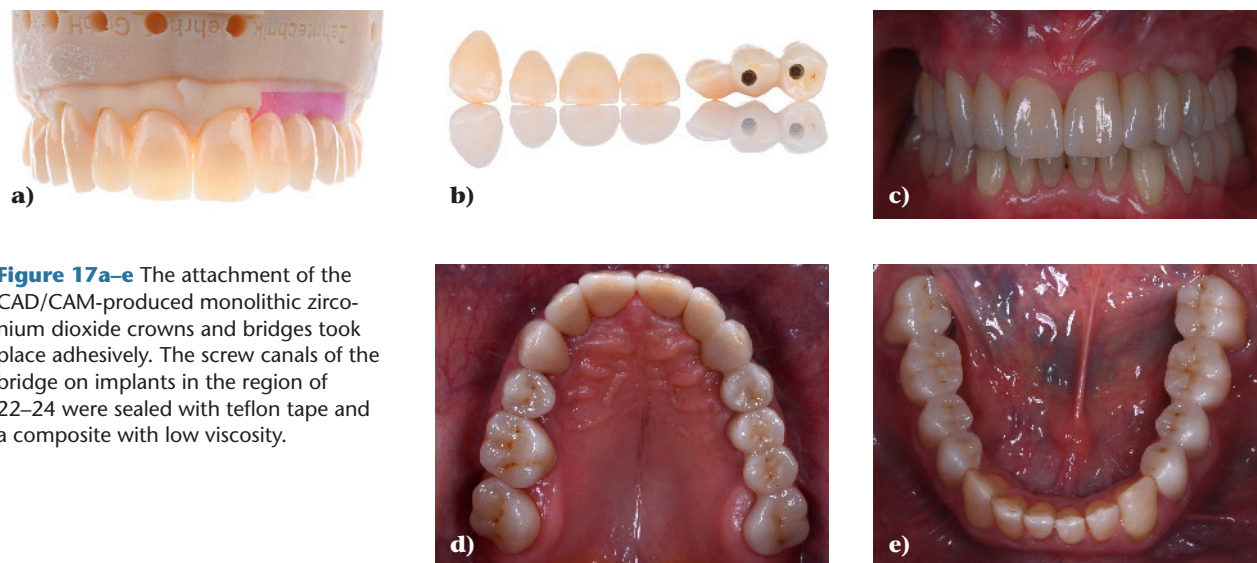 GmbH
Zahntechnik
a)
b)
c)
Figure 17a–e The attachment of the
CAD/CAM-produced monolithic zirco-
nium dioxide crowns and bridges took
place adhesively. The screw canals of the
bridge on implants in the region of
22–24 were sealed with teflon tape and
a composite with low viscosity.
d)
e)